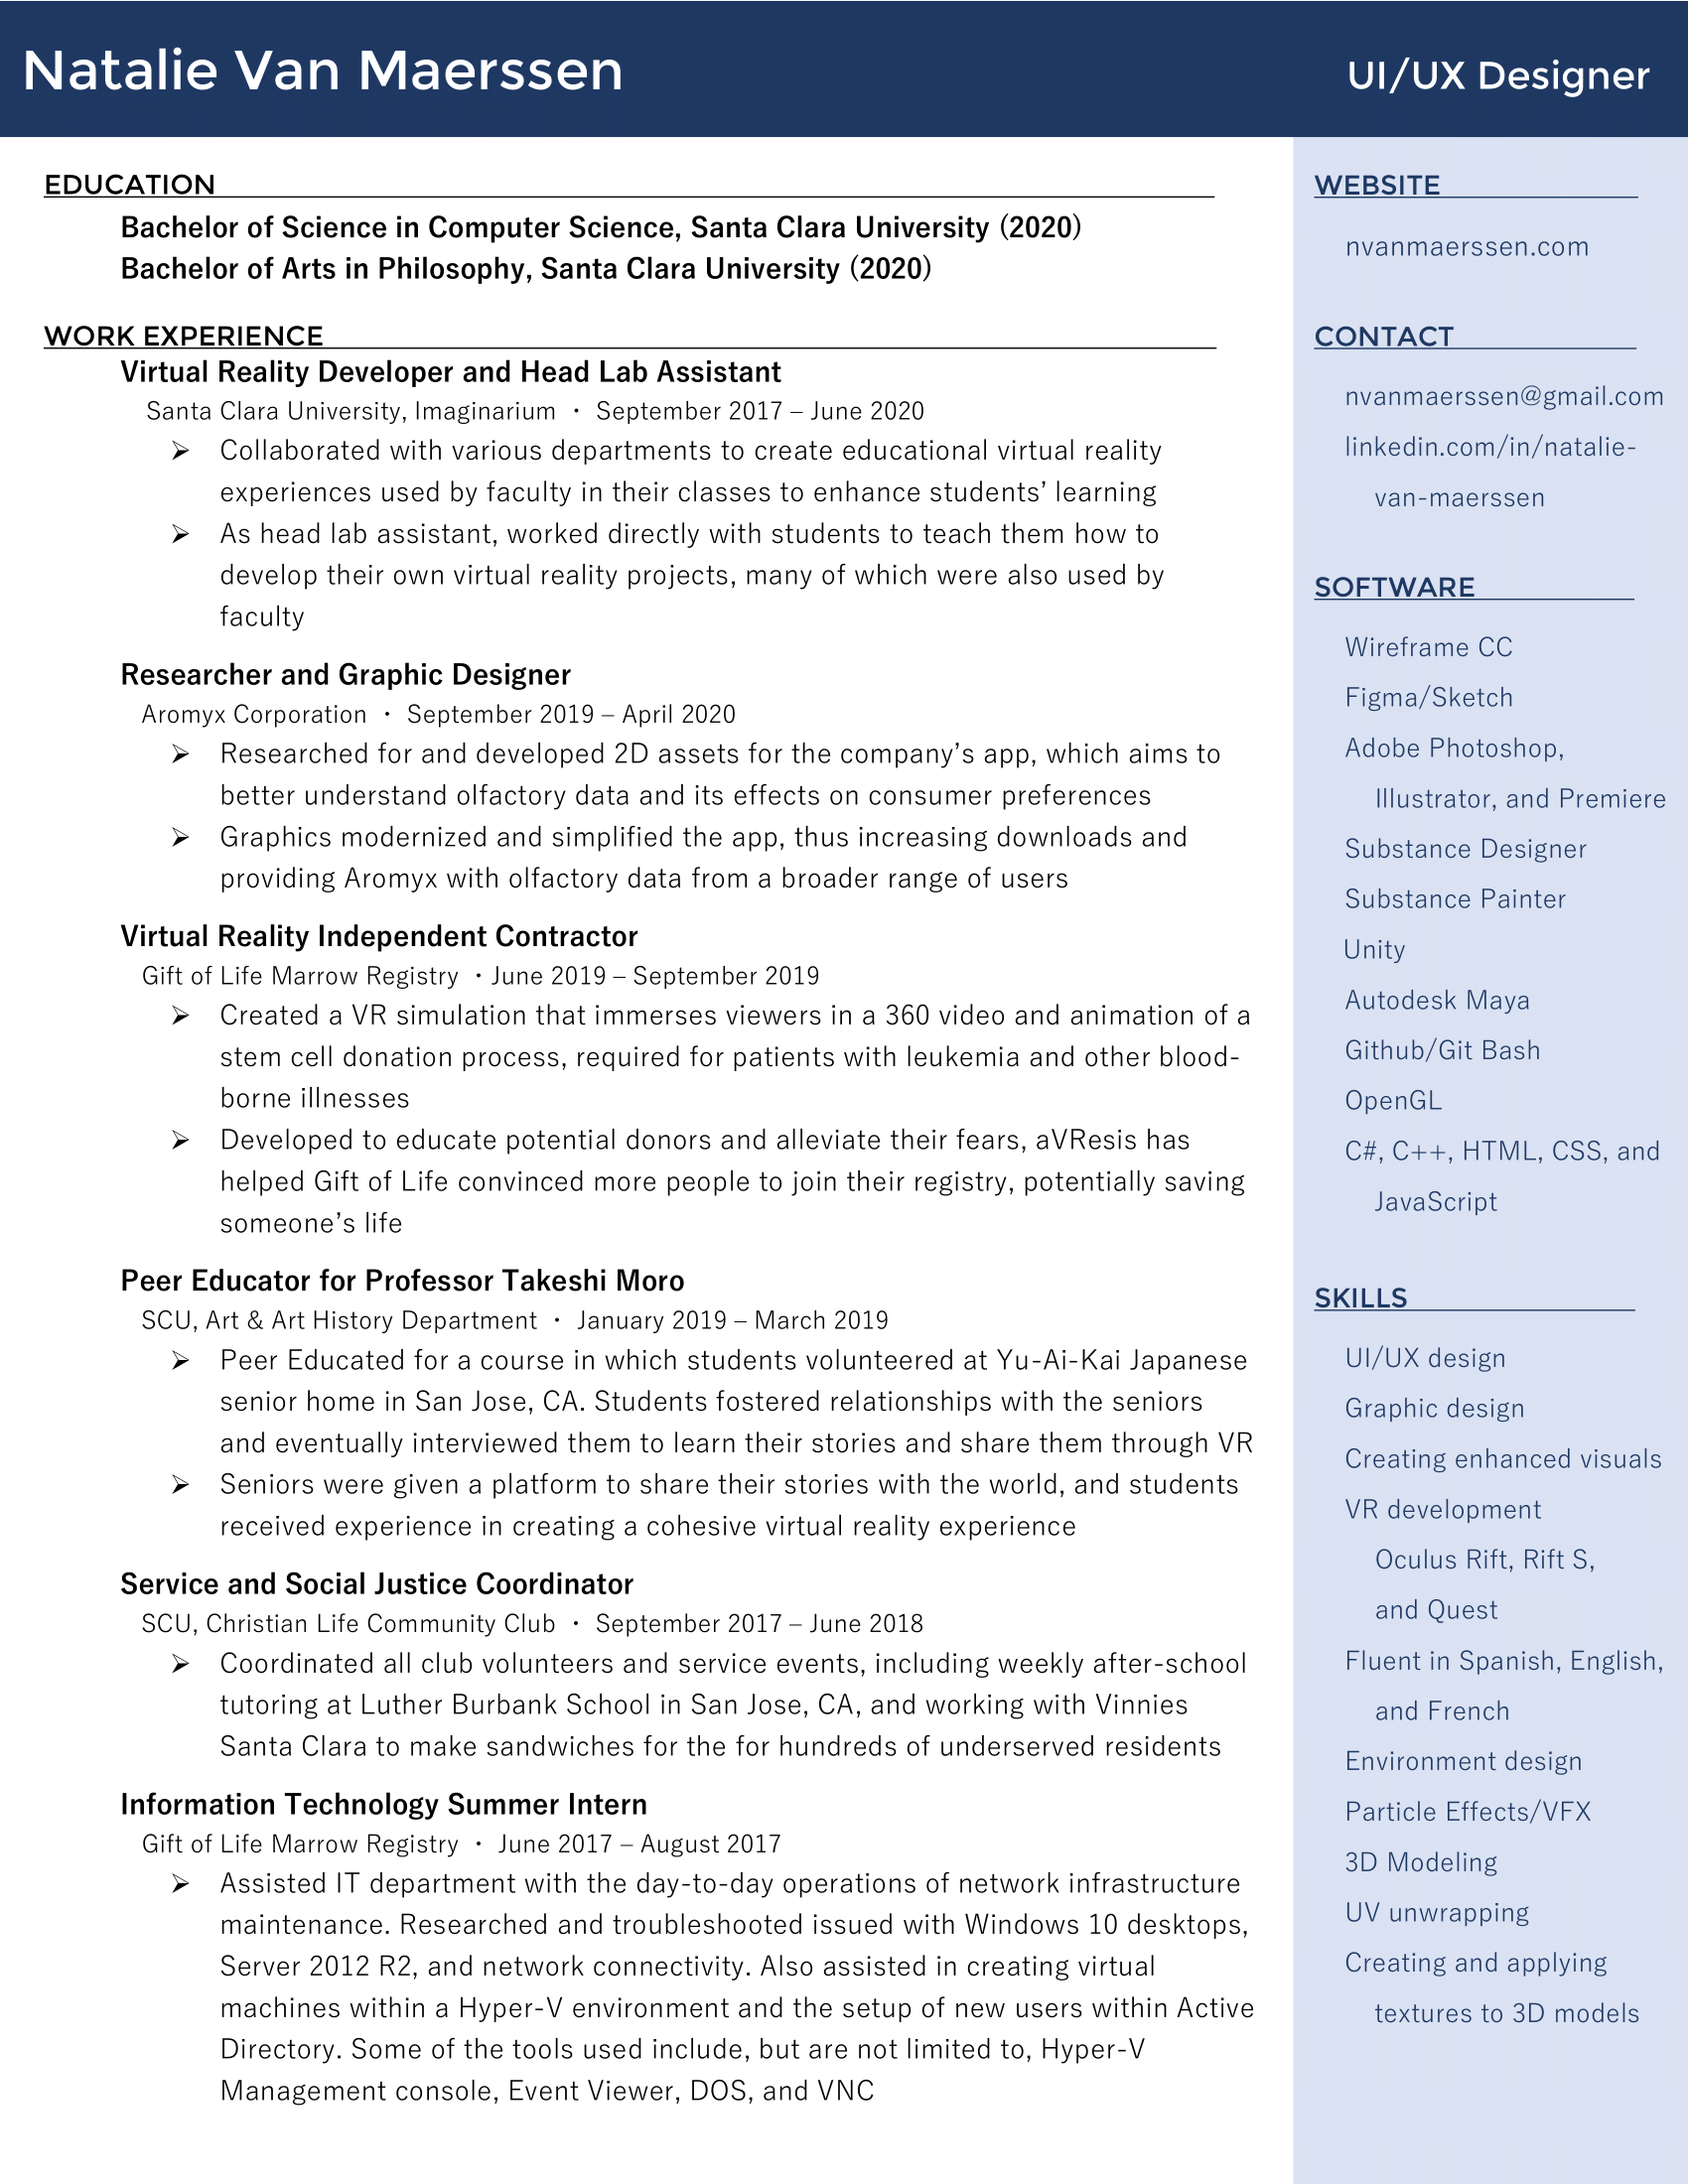 Natalie Van Maerssen
UI/UX Designer
EDUCATION
Bachelor of Science in Computer Science, Santa Clara University (2020)
Bachelor of Arts in Philosophy, Santa Clara University (2020)
WORK EXPERIENCE
Virtual Reality Developer and Head Lab Assistant
Santa Clara University, Imaginarium · September 2017 – June 2020
➢ Collaborated with various departments to create educational virtual reality
experiences used by faculty in their classes to enhance students’ learning
➢ As head lab assistant, worked directly with students to teach them how to
develop their own virtual reality projects, many of which were also used by
faculty
Researcher and Graphic Designer
Aromyx Corporation · September 2019 – April 2020
➢ Researched for and developed 2D assets for the company’s app, which aims to
better understand olfactory data and its effects on consumer preferences
➢ Graphics modernized and simplified the app, thus increasing downloads and
providing Aromyx with olfactory data from a broader range of users
Virtual Reality Independent Contractor
Gift of Life Marrow Registry · June 2019 – September 2019
➢ Created a VR simulation that immerses viewers in a 360 video and animation of a
stem cell donation process, required for patients with leukemia and other blood-
borne illnesses
➢ Developed to educate potential donors and alleviate their fears, aVResis has
helped Gift of Life convinced more people to join their registry, potentially saving
someone’s life
Peer Educator for Professor Takeshi Moro
SCU, Art & Art History Department · January 2019 – March 2019
➢ Peer Educated for a course in which students volunteered at Yu-Ai-Kai Japanese
senior home in San Jose, CA. Students fostered relationships with the seniors
and eventually interviewed them to learn their stories and share them through VR
➢ Seniors were given a platform to share their stories with the world, and students
received experience in creating a cohesive virtual reality experience
Service and Social Justice Coordinator
SCU, Christian Life Community Club · September 2017 – June 2018
➢ Coordinated all club volunteers and service events, including weekly after-school
tutoring at Luther Burbank School in San Jose, CA, and working with Vinnies
Santa Clara to make sandwiches for the for hundreds of underserved residents
Information Technology Summer Intern
Gift of Life Marrow Registry · June 2017 – August 2017
➢ Assisted IT department with the day-to-day operations of network infrastructure
maintenance. Researched and troubleshooted issued with Windows 10 desktops,
Server 2012 R2, and network connectivity. Also assisted in creating virtual
machines within a Hyper-V environment and the setup of new users within Active
Directory. Some of the tools used include, but are not limited to, Hyper-V
Management console, Event Viewer, DOS, and VNC
WEBSITE
nvanmaerssen.com
CONTACT
nvanmaerssen@gmail.com
linkedin.com/in/natalie-
van-maerssen
SOFTWARE
Wireframe CC
Figma/Sketch
Adobe Photoshop,
Illustrator, and Premiere
Substance Designer
Substance Painter
Unity
Autodesk Maya
Github/Git Bash
OpenGL
C#, C++, HTML, CSS, and
JavaScript
SKILLS
UI/UX design
Graphic design
Creating enhanced visuals
VR development
Oculus Rift, Rift S,
and Quest
Fluent in Spanish, English,
and French
Environment design
Particle Effects/VFX
3D Modeling
UV unwrapping
Creating and applying
textures to 3D models